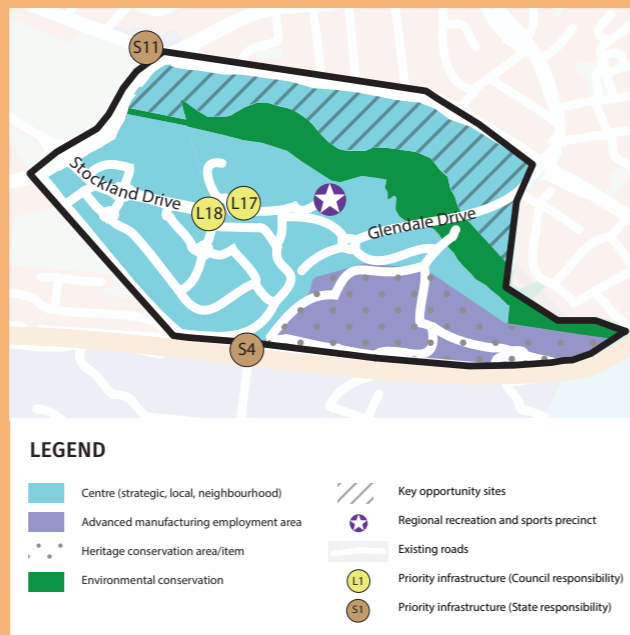 S11
Stockland Drive
L18
L17
Glendale Drive
S4
LEGEND
Centre (strategic, local, neighbourhood)
Advanced manufacturing employment area
Heritage conservation area/item
Environmental conservation
Key opportunity sites
Regional recreation and sports precinct
Existing roads
L1
Priority infrastructure (Council responsibility)
S1
Priority infrastructure (State responsibility)